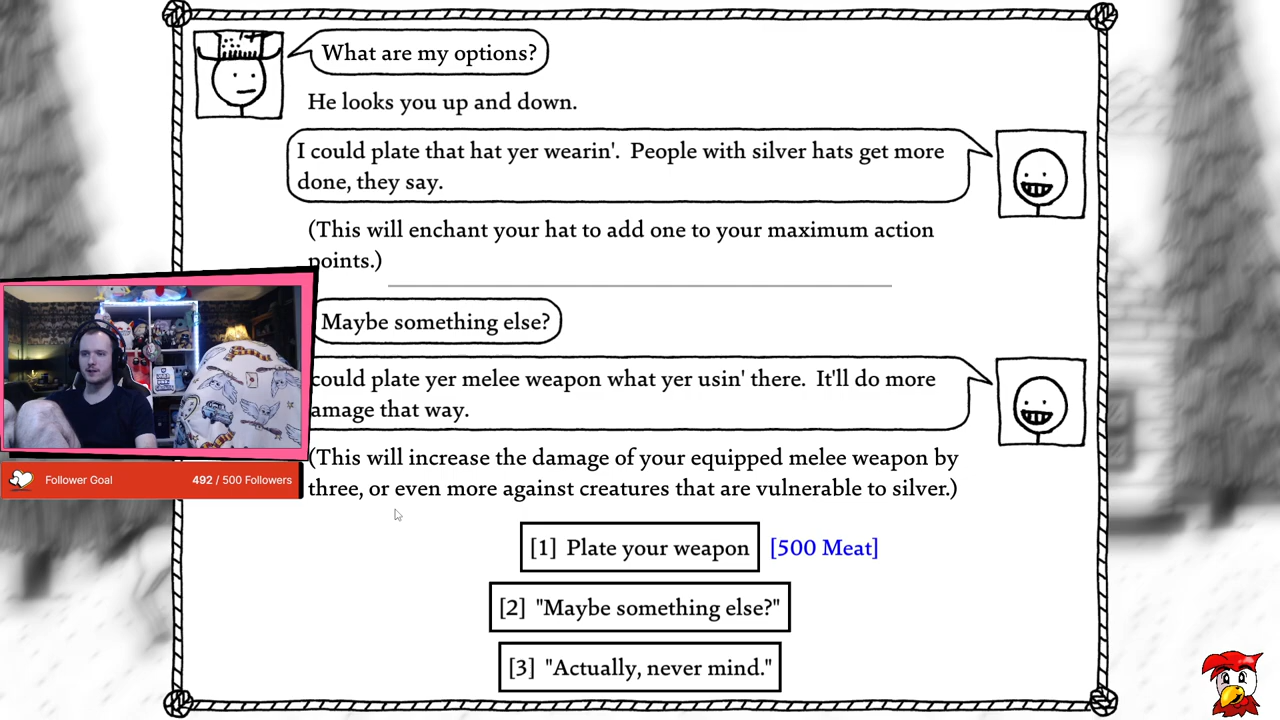 What are my options?
He looks you up and down.
I could plate that hat yer wearin'. People with silver hats get more
done, they say.
(This will enchant your hat to add one to your maximum action
points.)
Maybe something else?
could plate yer melee weapon what yer usin' there. It'll do more
amage that way.
(This will increase the damage of your equipped melee weapon by
three, or even more against creatures that are vulnerable to silver.)
Follower Goal 492 / 500 Followers
[1] Plate your weapon [500 Meat]
[2] "Maybe something else?"
[3] "Actually, never mind."